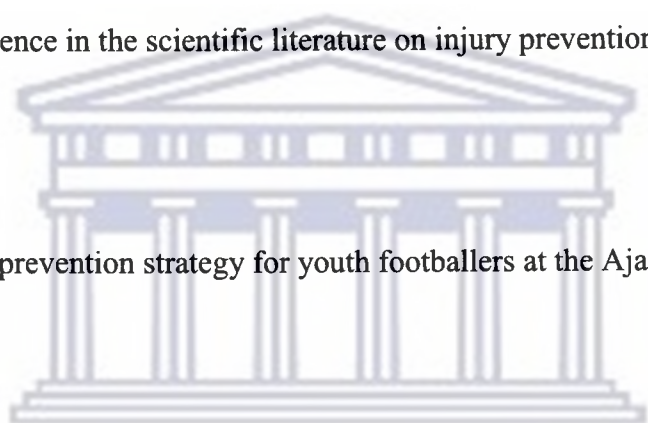 ence in the scientific literature on injury prevention
prevention strategy for youth footballers at the Aja